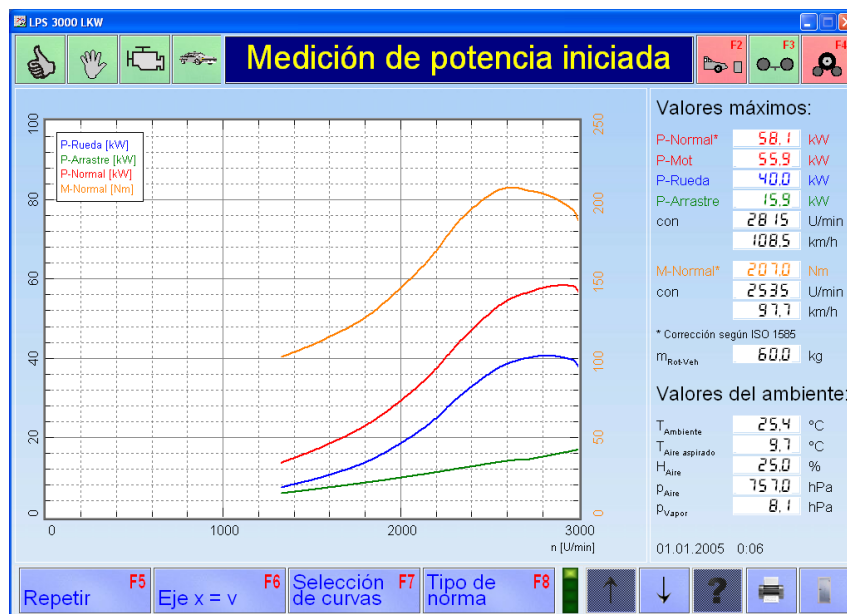 LPS 3000 LKW
Medición de potencia iniciada
F2
F3
F4
100
80
60
40
20
0
P-Rueda [kW]
P-Arrastre [kW]
P-Normal [kW]
M-Normal [Nm]
250
200
150
100
50
0
0
1000
2000
3000
n [U/min]
Valores máximos:
P-Normal* 58.1 kW
P-Mot 55.9 kW
P-Rueda 40.0 kW
P-Arrastre 15.9 kW
con 2815 U/min
108.5 km/h
M-Normal* 207.0 Nm
con 2535 U/min
97.7 km/h
* Corrección según ISO 1585
mRot-Veh 60.0 kg
Valores del ambiente:
TAmbiente 25.4 °C
TAire aspirado 9.7 °C
HAire 25.0 %
pAire 757.0 hPa
pVapor 8.1 hPa
01.01.2005 0:06
Repetir F5
Eje x = v F6
Selección de curvas F7
Tipo de norma F8
?